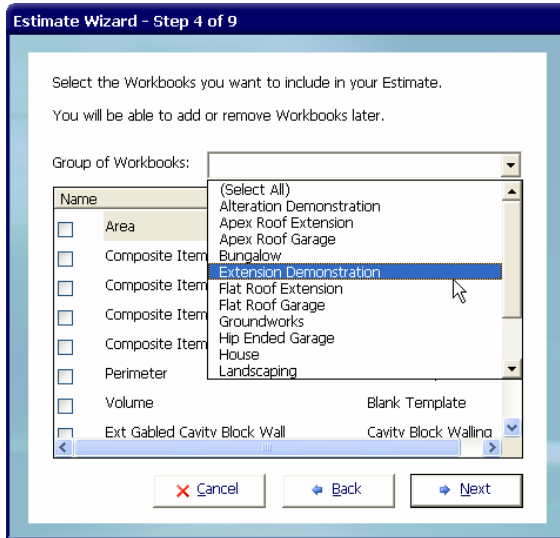 Estimate Wizard - Step 4 of 9
Select the Workbooks you want to include in your Estimate.
You will be able to add or remove Workbooks later.
Group of Workbooks:
(Select All)
Alteration Demonstration
Apex Roof Extension
Apex Roof Garage
Bungalow
Extension Demonstration
Flat Roof Extension
Flat Roof Garage
Groundworks
Hip Ended Garage
House
Landscaping
Name
Area
Composite Item
Composite Item
Composite Item
Composite Item
Perimeter
Volume Blank Template
Ext Gabled Cavity Block Wall Cavity Block Walling
Cancel Back Next